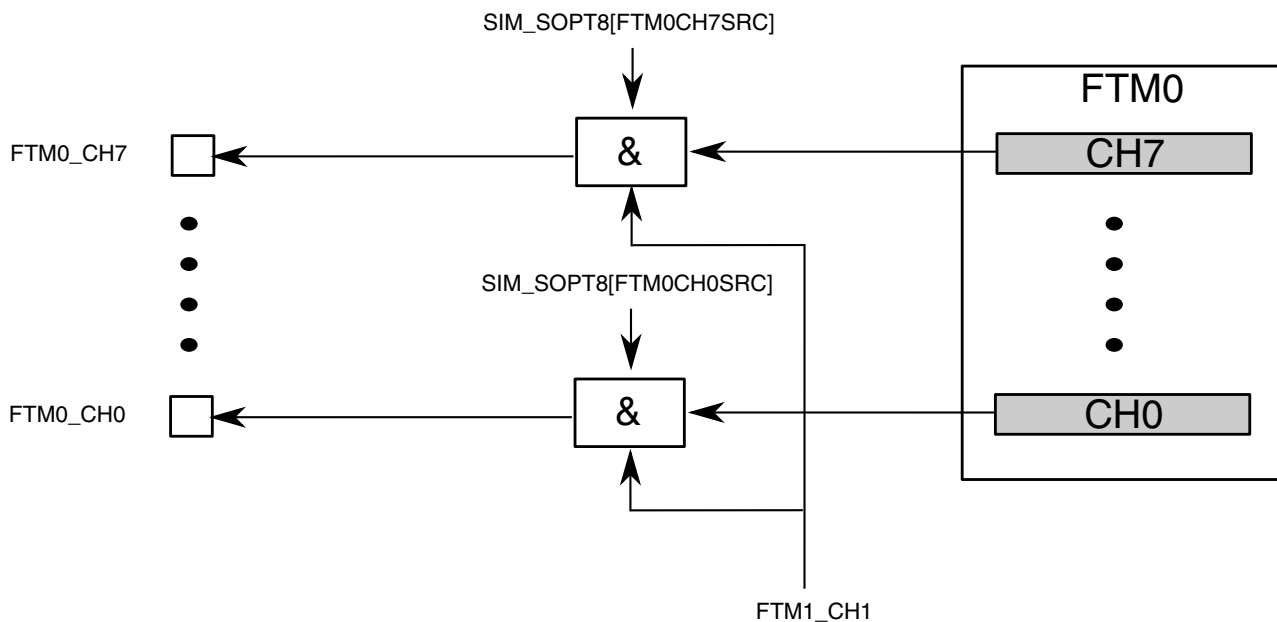 SIM_SOPT8[FTM0CH7SRC]
FTM0
FTM0_CH7
&
CH7
SIM_SOPT8[FTM0CH0SRC]
FTM0_CH0
&
CH0
FTM1_CH1